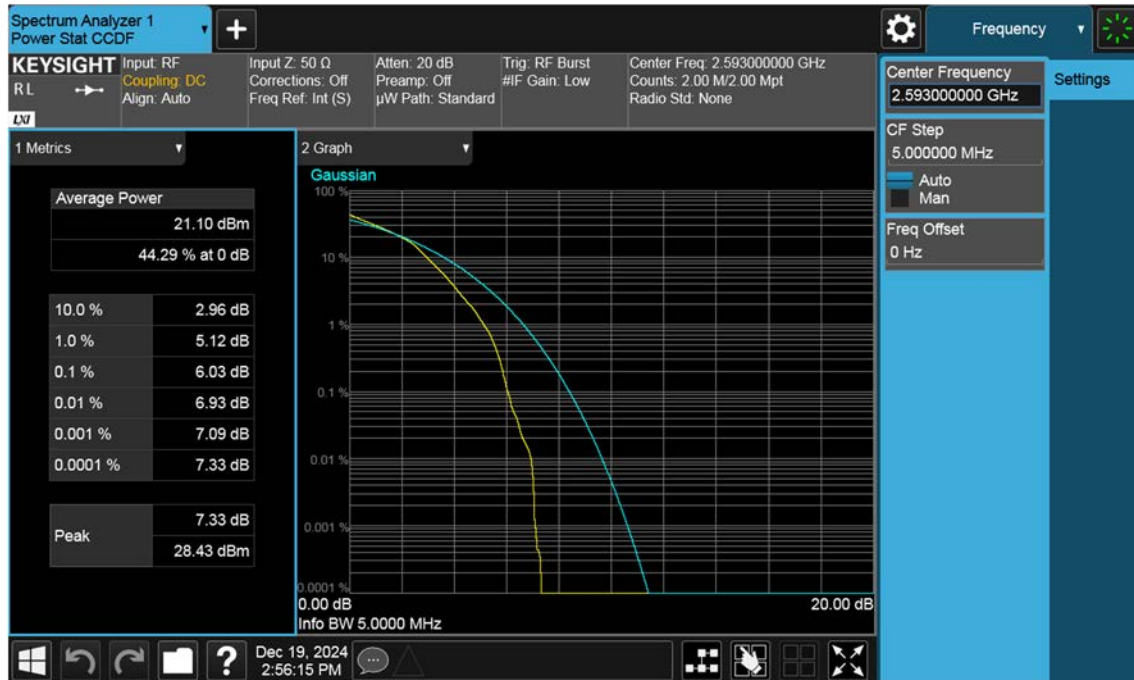 Spectrum Analyzer 1
Power Stat CCDF
Frequency
KEYSIGHT
RL
LXI
Input: RF
Coupling: DC
Align: Auto
Input Z: 50 Ω
Corrections: Off
Freq Ref: Int (S)
Atten: 20 dB
Preamp: Off
µW Path: Standard
Trig: RF Burst
#IF Gain: Low
Center Freq: 2.593000000 GHz
Counts: 2.00 M/2.00 Mpt
Radio Std: None
Center Frequency
2.593000000 GHz
Settings
CF Step
5.000000 MHz
Auto
Man
Freq Offset
0 Hz
1 Metrics
Average Power
21.10 dBm
44.29 % at 0 dB
10.0 % 2.96 dB
1.0 % 5.12 dB
0.1 % 6.03 dB
0.01 % 6.93 dB
0.001 % 7.09 dB
0.0001 % 7.33 dB
Peak 7.33 dB
28.43 dBm
2 Graph
Gaussian
100 %
10 %
1 %
0.1 %
0.01 %
0.001 %
0.0001 %
0.00 dB 20.00 dB
Info BW 5.0000 MHz
?
Dec 19, 2024
2:56:15 PM